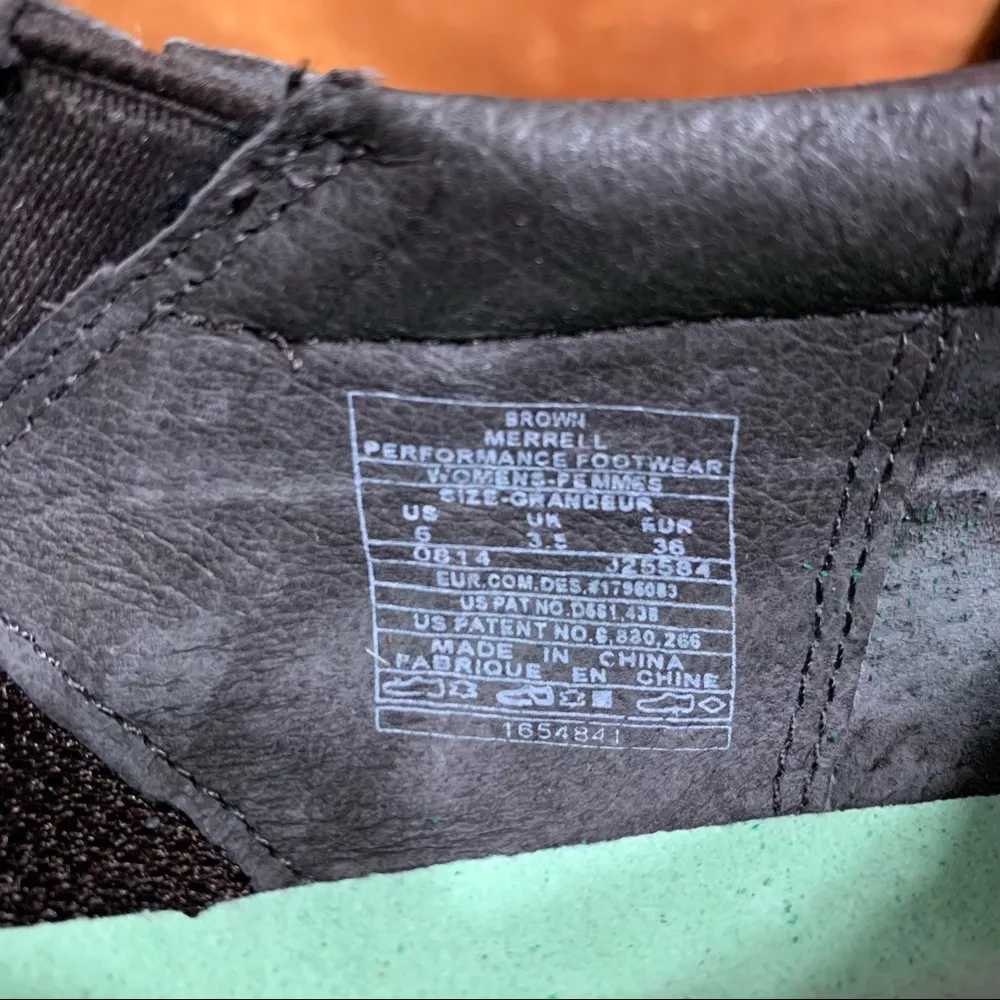 BROWN
MERRELL
PERFORMANCE FOOTWEAR
WOMENS-FEMMES
SIZE-GRANDEUR
US UK EUR
6 3.5 36
0814 J25584
EUR.COM.DES.#1796083
US PAT NO.D561,438
US PATENT NO.6,830,266
MADE IN CHINA
FABRIQUE EN CHINE
1654841